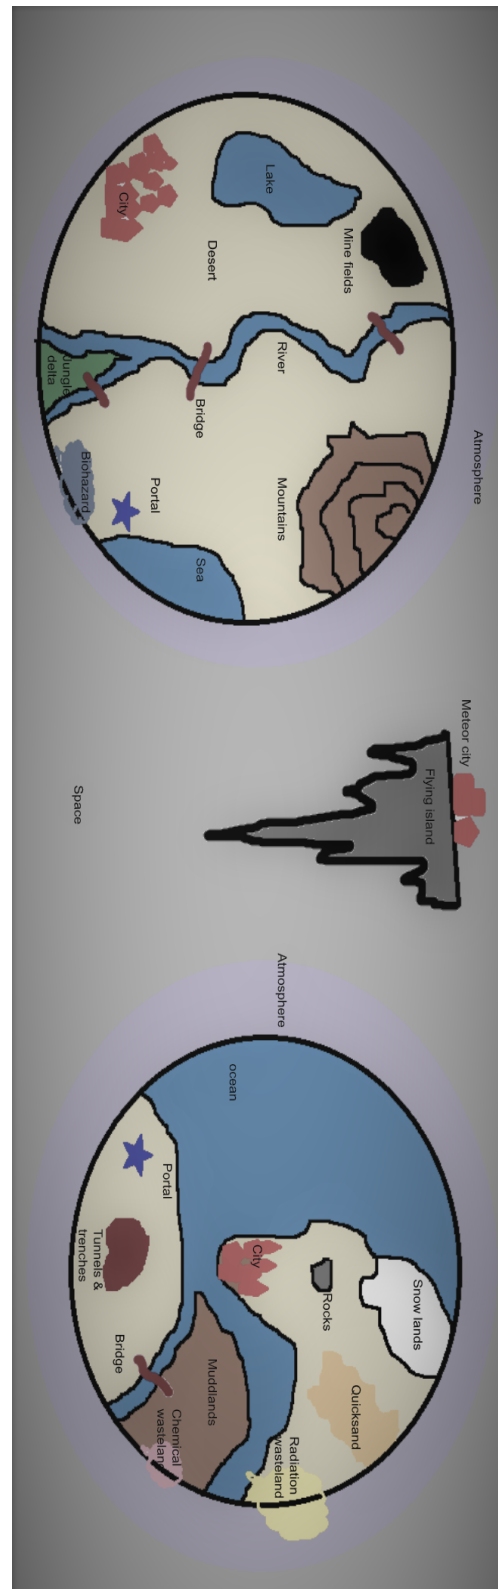 Atmosphere
Mine fields
Lake
City
Desert
River
Bridge
Jungle
delta
Mountains
Portal
Biohazard
Sea
Meteor city
Flying island
Space
Atmosphere
ocean
Snow lands
City
Rocks
Portal
Tunnels &
trenches
Quicksand
Muddlands
Bridge
Radiation
wasteland
Chemical
wasteland